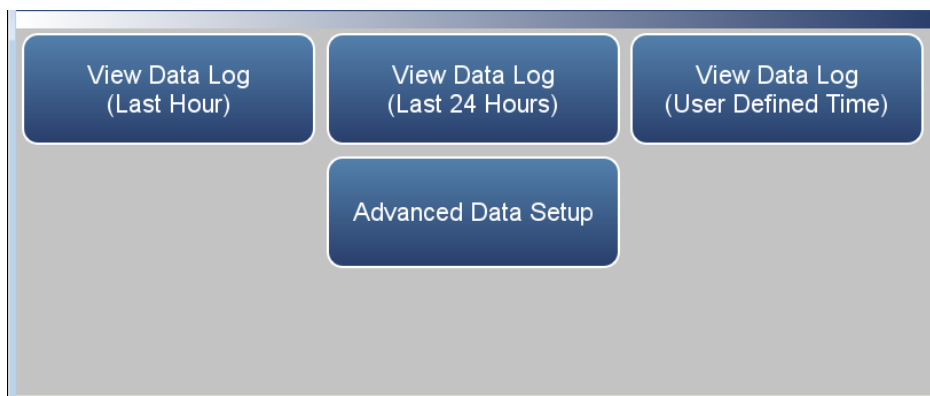 View Data Log
(Last Hour)
View Data Log
(Last 24 Hours)
View Data Log
(User Defined Time)
Advanced Data Setup